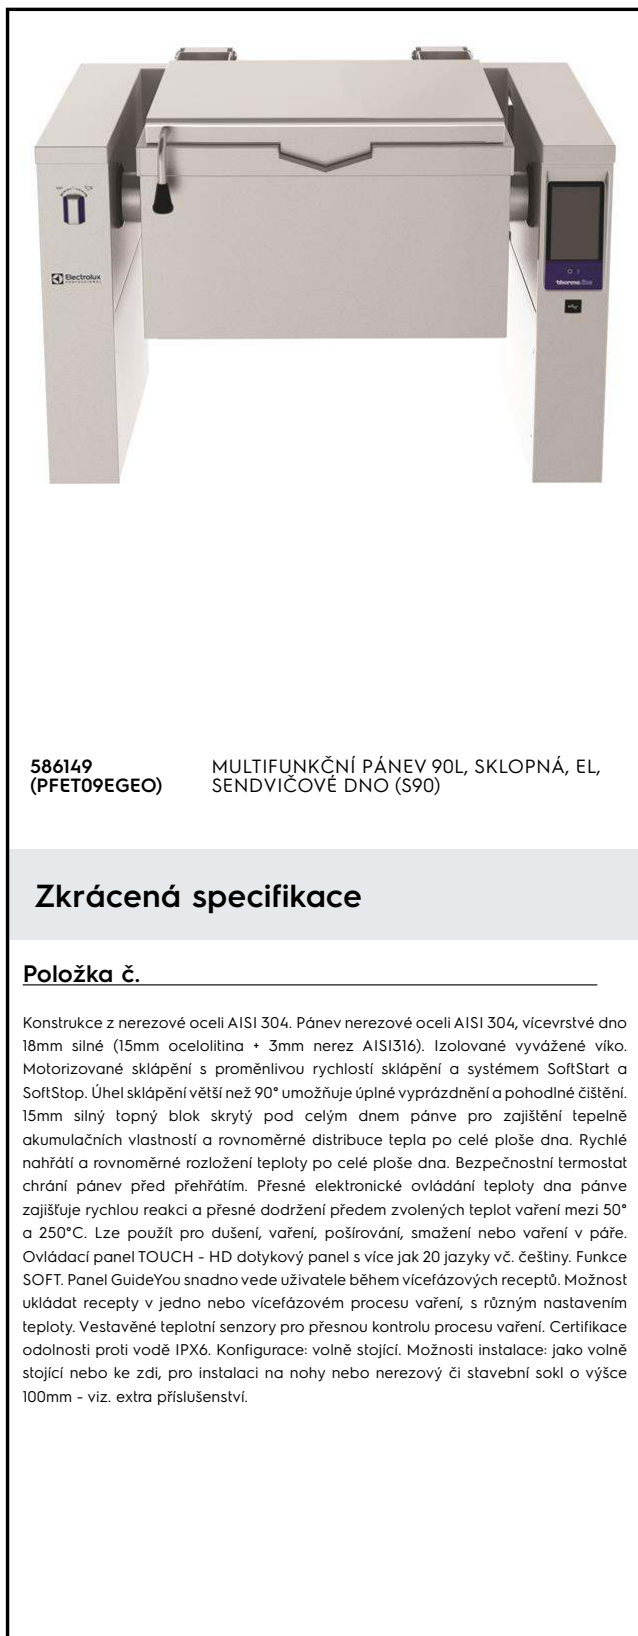 Electrolux
PROFESSIONAL
thermaline
586149
(PFET09EGEO)
MULTIFUNKČNÍ PÁNEV 90L, SKLOPNÁ, EL,
SENDVIČOVÉ DNO (S90)
Zkrácená specifikace
Položka č.
Konstrukce z nerezové oceli AISI 304. Pánev nerezové oceli AISI 304, vícevrstvé dno
18mm silné (15mm ocelolitina + 3mm nerez AISI316). Izolované vyvážené víko.
Motorizované sklápění s proměnlivou rychlostí sklápění a systémem SoftStart a
SoftStop. Úhel sklápění větší než 90° umožňuje úplné vyprázdnění a pohodlné čištění.
15mm silný topný blok skrytý pod celým dnem pánve pro zajištění tepelně
akumulačních vlastností a rovnoměrné distribuce tepla po celé ploše dna. Rychlé
nahřátí a rovnoměrné rozložení teploty po celé ploše dna. Bezpečnostní termostat
chrání pánev před přehřátím. Přesné elektronické ovládání teploty dna pánve
zajišťuje rychlou reakci a přesné dodržení předem zvolených teplot vaření mezi 50°
a 250°C. Lze použít pro dušení, vaření, pošírování, smažení nebo vaření v páře.
Ovládací panel TOUCH - HD dotykový panel s více jak 20 jazyky vč. češtiny. Funkce
SOFT. Panel GuideYou snadno vede uživatele během vícefázových receptů. Možnost
ukládat recepty v jedno nebo vícefázovém procesu vaření, s různým nastavením
teploty. Vestavěné teplotní senzory pro přesnou kontrolu procesu vaření. Certifikace
odolnosti proti vodě IPX6. Konfigurace: volně stojící. Možnosti instalace: jako volně
stojící nebo ke zdi, pro instalaci na nohy nebo nerezový či stavební sokl o výšce
100mm - viz. extra příslušenství.